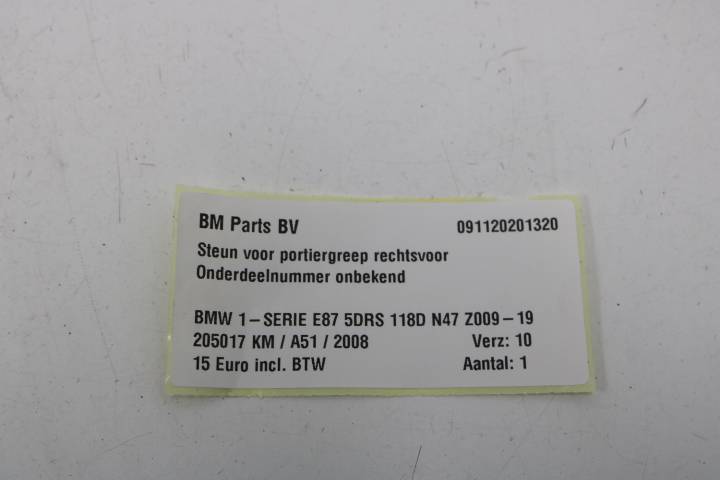 BM Parts BV 091120201320
Steun voor portiergreep rechtsvoor
Onderdeelnummer onbekend
BMW 1-SERIE E87 5DRS 118D N47 Z009-19
205017 KM / A51 / 2008 Verz: 10
15 Euro incl. BTW Aantal: 1